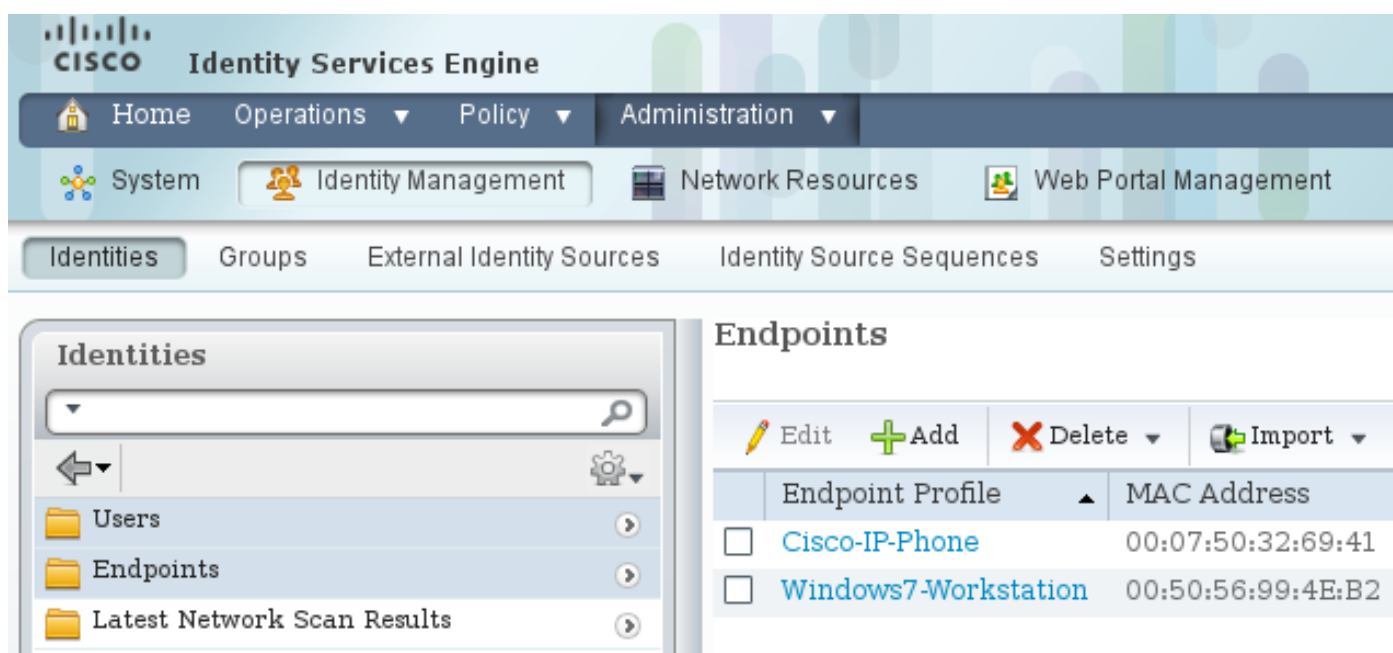 CISCO Identity Services Engine
Home Operations Policy Administration
System Identity Management Network Resources Web Portal Management
Identities Groups External Identity Sources Identity Source Sequences Settings
Identities
Users
Endpoints
Latest Network Scan Results
Endpoints
Edit Add Delete Import
Endpoint Profile MAC Address
Cisco-IP-Phone 00:07:50:32:69:41
Windows7-Workstation 00:50:56:99:4E:B2